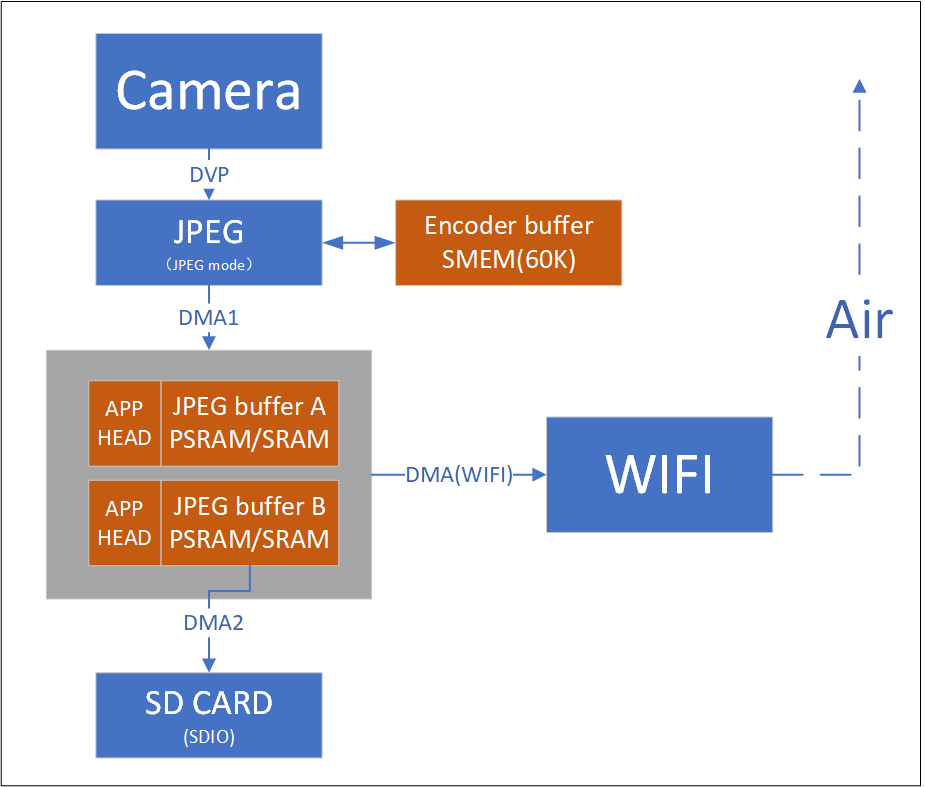 Camera
DVP
JPEG
（JPEG mode）
Encoder buffer
SMEM(60K)
DMA1
APP
HEAD
JPEG buffer A
PSRAM/SRAM
APP
HEAD
JPEG buffer B
PSRAM/SRAM
DMA(WIFI)
WIFI
Air
DMA2
SD CARD
(SDIO)